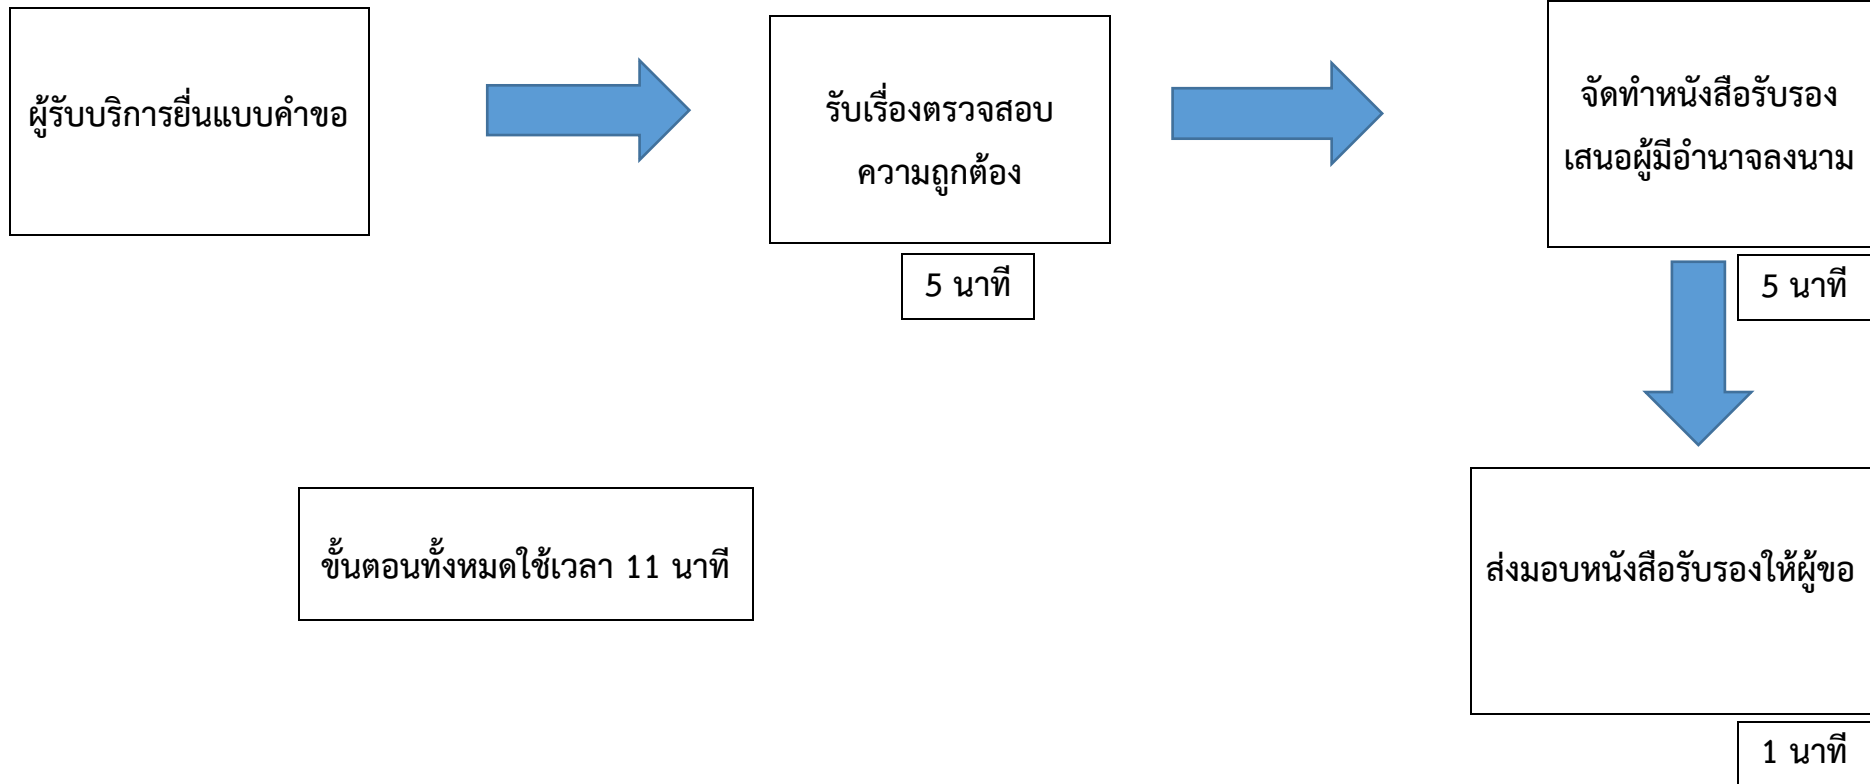 ผู้รับบริการยื่นแบบคำขอ
รับเรื่องตรวจสอบ
ความถูกต้อง
5 นาที
จัดทำหนังสือรับรอง
เสนอผู้มีอำนาจลงนาม
5 นาที
ส่งมอบหนังสือรับรองให้ผู้ขอ
1 นาที
ขั้นตอนทั้งหมดใช้เวลา 11 นาที